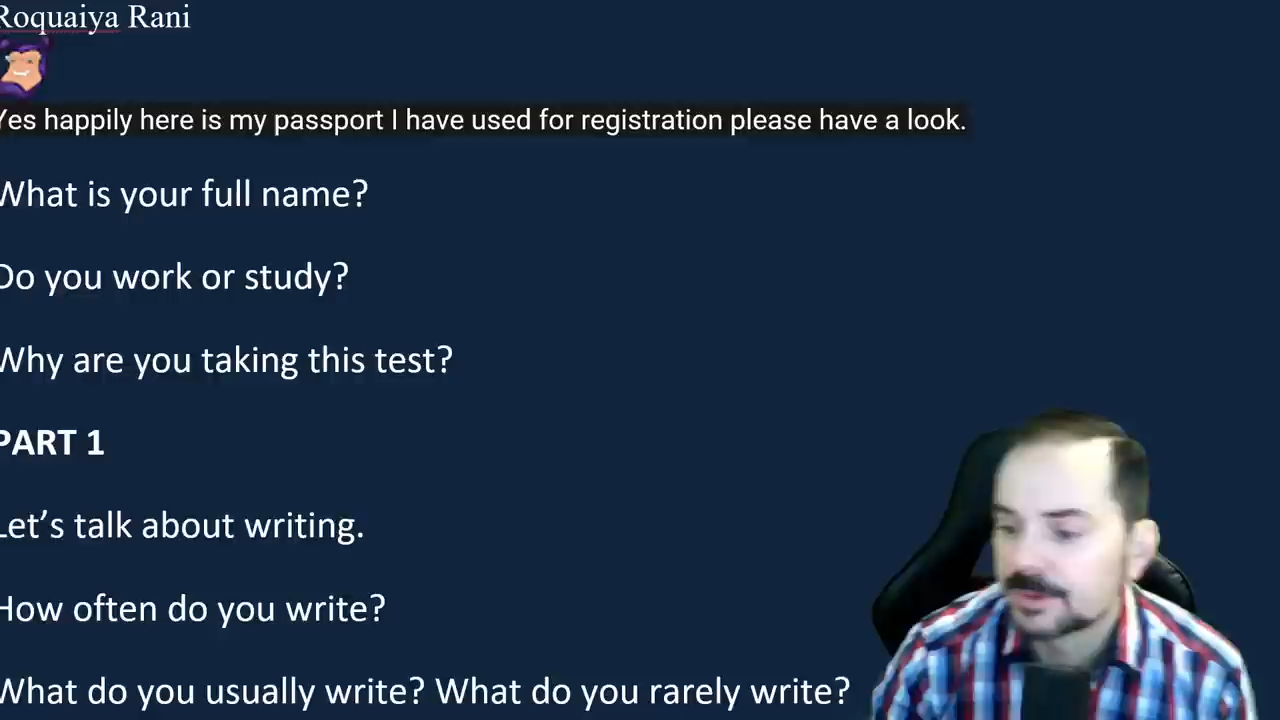 Roquaiya Rani
Yes happily here is my passport I have used for registration please have a look.
What is your full name?
Do you work or study?
Why are you taking this test?
PART 1
Let’s talk about writing.
How often do you write?
What do you usually write? What do you rarely write?